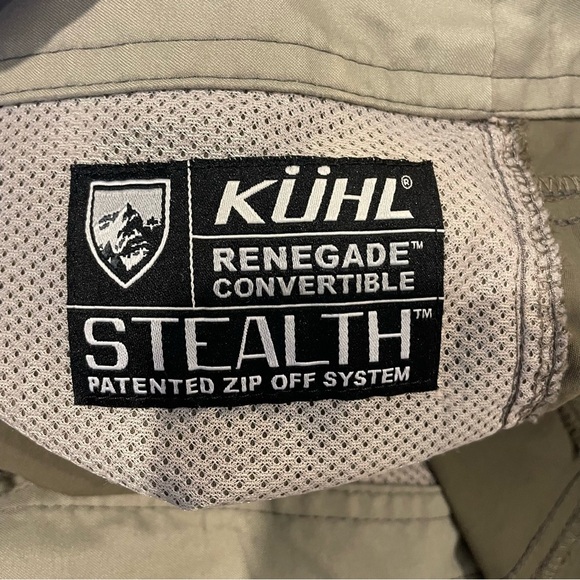 KÜHL®
RENEGADE™
CONVERTIBLE
STEALTH™
PATENTED ZIP OFF SYSTEM